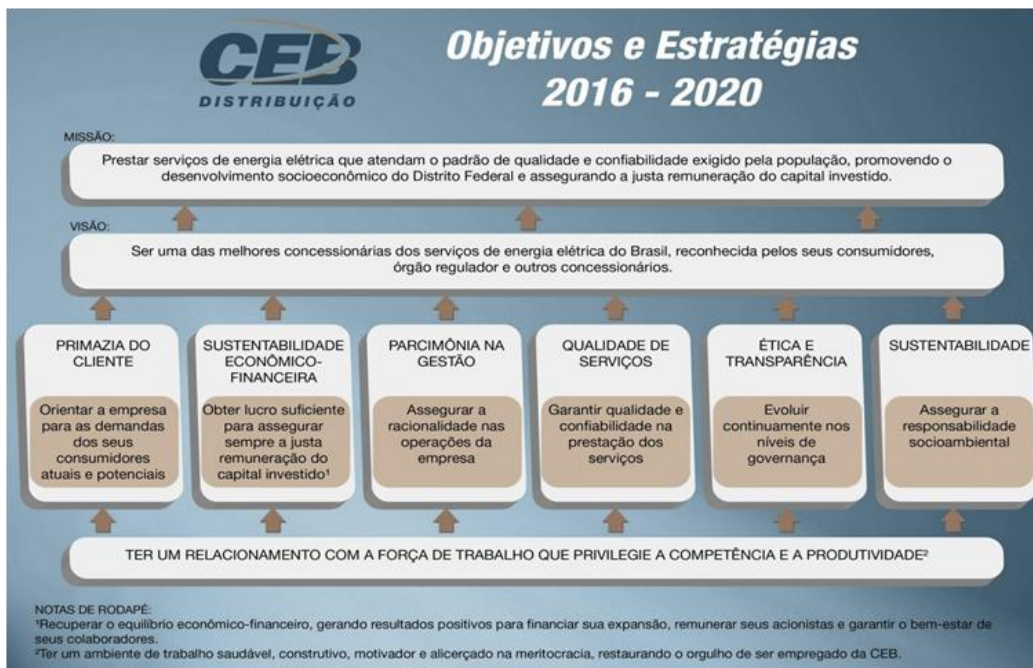 CEB
DISTRIBUIÇÃO
Objetivos e Estratégias
2016 - 2020
MISSÃO:
Prestar serviços de energia elétrica que atendam o padrão de qualidade e confiabilidade exigido pela população, promovendo o
desenvolvimento socioeconômico do Distrito Federal e assegurando a justa remuneração do capital investido.
VISÃO:
Ser uma das melhores concessionárias dos serviços de energia elétrica do Brasil, reconhecida pelos seus consumidores,
órgão regulador e outros concessionários.
PRIMAZIA DO
CLIENTE
Orientar a empresa
para as demandas
dos seus
consumidores
atuais e potenciais
SUSTENTABILIDADE
ECONÔMICO-
FINANCEIRA
Obter lucro suficiente
para assegurar
sempre a justa
remuneração do
capital investido¹
PARCIMÔNIA NA
GESTÃO
Assegurar a
racionalidade nas
operações da
empresa
QUALIDADE DE
SERVIÇOS
Garantir qualidade e
confiabilidade na
prestação dos
serviços
ÉTICA E
TRANSPARÊNCIA
Evoluir
continuamente nos
níveis de
governança
SUSTENTABILIDADE
Assegurar a
responsabilidade
socioambiental
TER UM RELACIONAMENTO COM A FORÇA DE TRABALHO QUE PRIVILEGIE A COMPETÊNCIA E A PRODUTIVIDADE²
NOTAS DE RODAPÉ:
¹Recuperar o equilíbrio econômico-financeiro, gerando resultados positivos para financiar sua expansão, remunerar seus acionistas e garantir o bem-estar de
seus colaboradores.
²Ter um ambiente de trabalho saudável, construtivo, motivador e alicerçado na meritocracia, restaurando o orgulho de ser empregado da CEB.